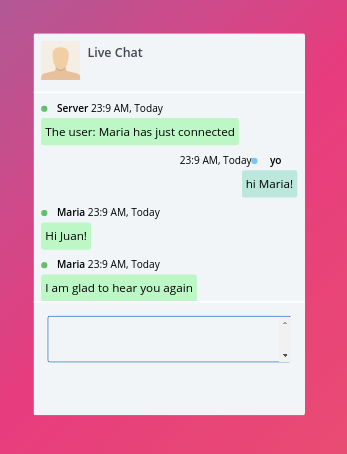 Live Chat
Server 23:9 AM, Today
The user: Maria has just connected
23:9 AM, Today yo
hi Maria!
Maria 23:9 AM, Today
Hi Juan!
Maria 23:9 AM, Today
I am glad to hear you again